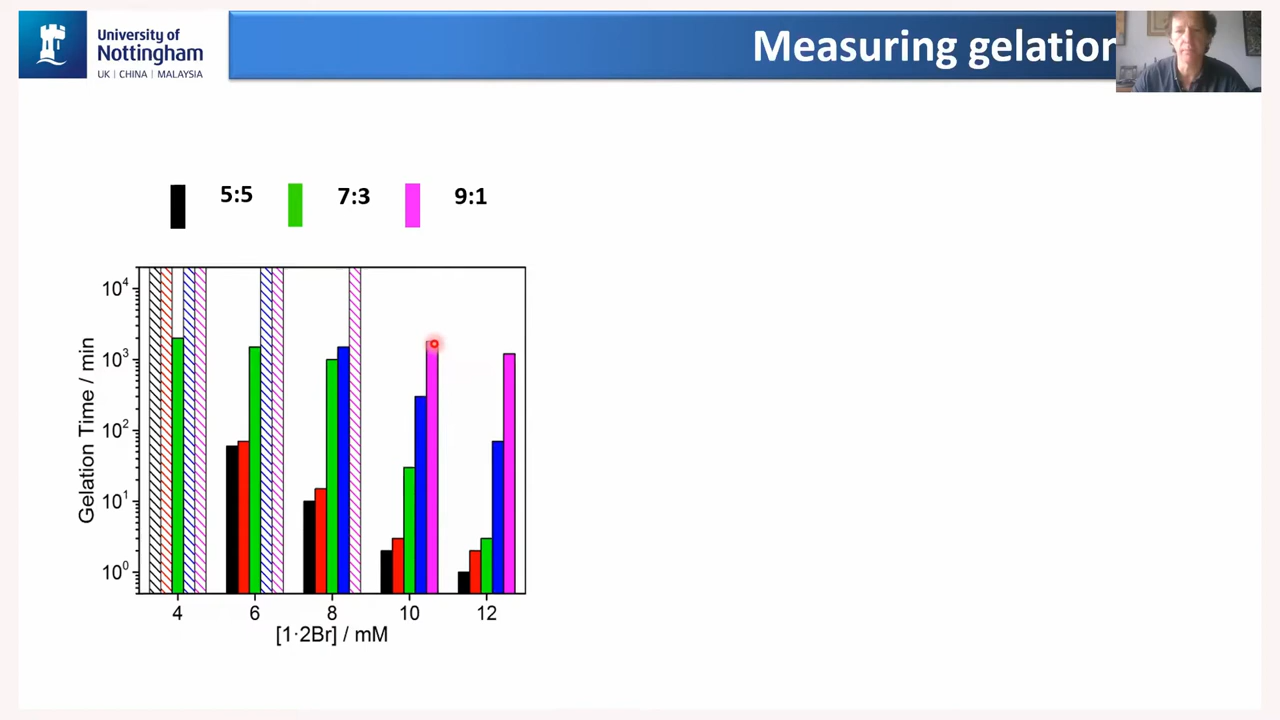 University of
Nottingham
UK | CHINA | MALAYSIA
Measuring gelation
5:5
7:3
9:1
10⁴
10³
10²
10¹
10⁰
Gelation Time / min
4 6 8 10 12
[1·2Br] / mM